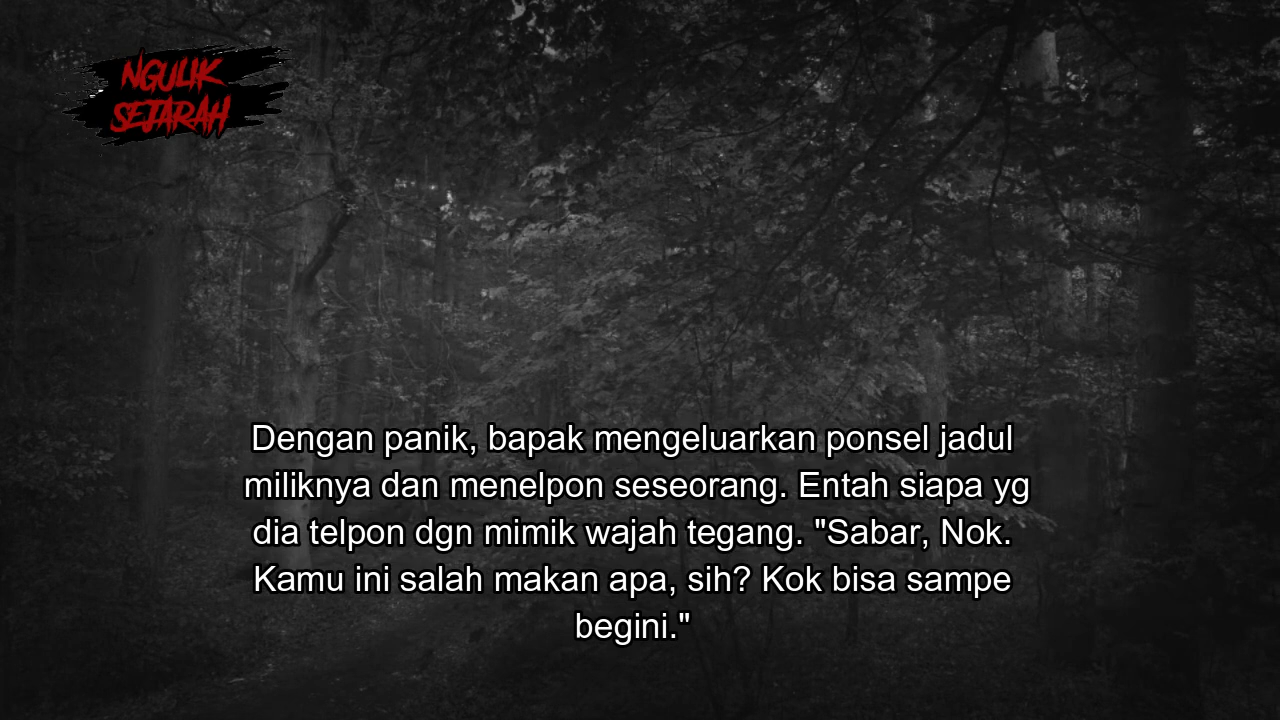 NGULIK
SEJARAH
Dengan panik, bapak mengeluarkan ponsel jadul
miliknya dan menelpon seseorang. Entah siapa yg
dia telpon dgn mimik wajah tegang. "Sabar, Nok.
Kamu ini salah makan apa, sih? Kok bisa sampe
begini."